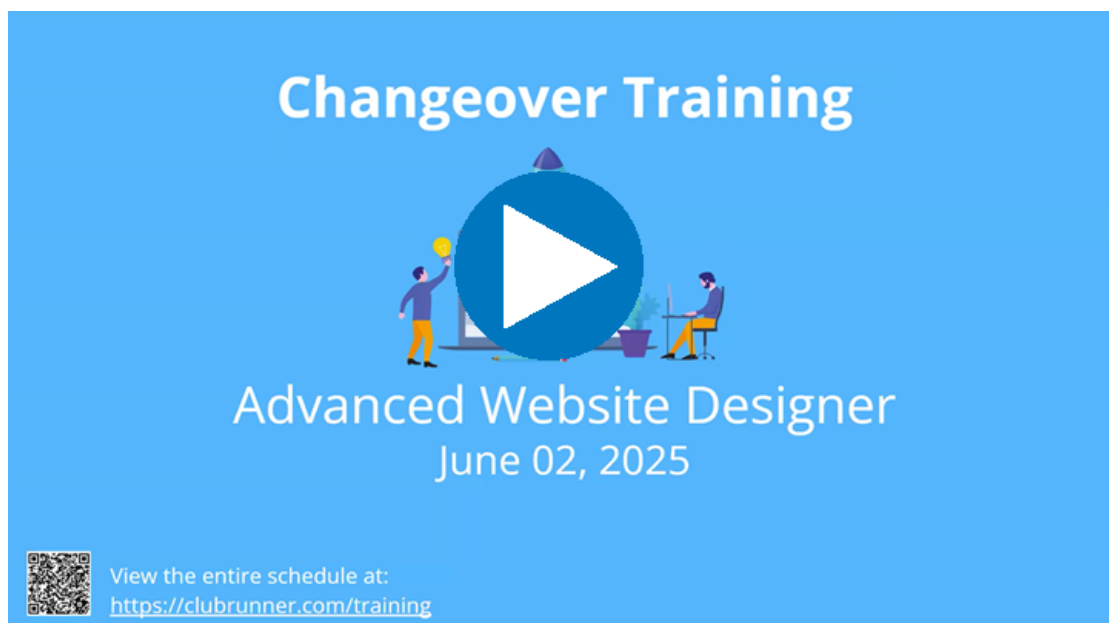 Changeover Training
Advanced Website Designer
June 02, 2025
View the entire schedule at:
https://clubrunner.com/training